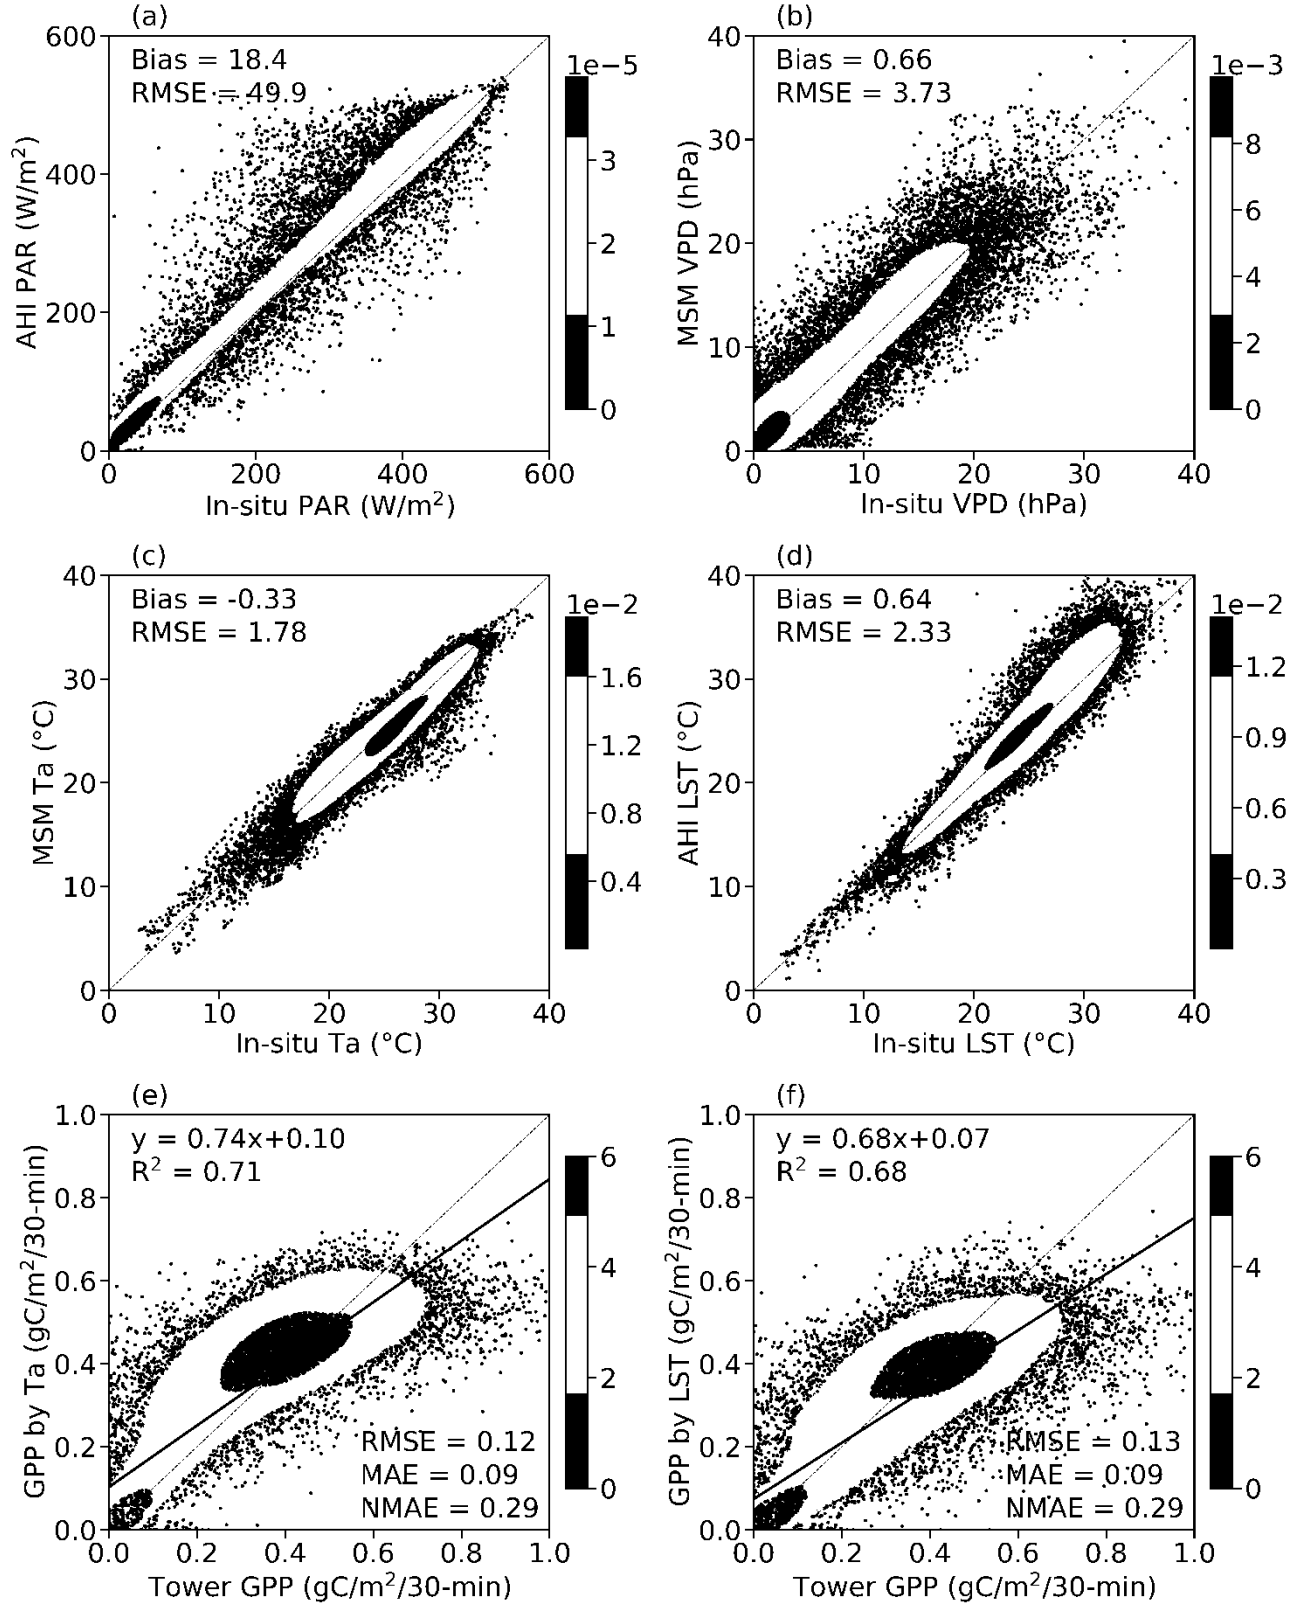 (a)
Bias = 18.4
RMSE = 49.9
600
400
200
0
AHI PAR (W/m²)
0 200 400 600
In-situ PAR (W/m²)
1e−5
3
2
1
0
(b)
Bias = 0.66
RMSE = 3.73
40
30
20
10
0
MSM VPD (hPa)
0 10 20 30 40
In-situ VPD (hPa)
1e−3
8
6
4
2
0
(c)
Bias = -0.33
RMSE = 1.78
40
30
20
10
0
MSM Ta (°C)
0 10 20 30 40
In-situ Ta (°C)
1e−2
1.6
1.2
0.8
0.4
(d)
Bias = 0.64
RMSE = 2.33
40
30
20
10
0
AHI LST (°C)
0 10 20 30 40
In-situ LST (°C)
1e−2
1.2
0.9
0.6
0.3
(e)
y = 0.74x+0.10
R² = 0.71
1.0
0.8
0.6
0.4
0.2
0.0
GPP by Ta (gC/m²/30-min)
RMSE = 0.12
MAE = 0.09
NMAE = 0.29
0.0 0.2 0.4 0.6 0.8 1.0
Tower GPP (gC/m²/30-min)
6
4
2
0
(f)
y = 0.68x+0.07
R² = 0.68
1.0
0.8
0.6
0.4
0.2
0.0
GPP by LST (gC/m²/30-min)
RMSE = 0.13
MAE = 0.09
NMAE = 0.29
0.0 0.2 0.4 0.6 0.8 1.0
Tower GPP (gC/m²/30-min)
6
4
2
0